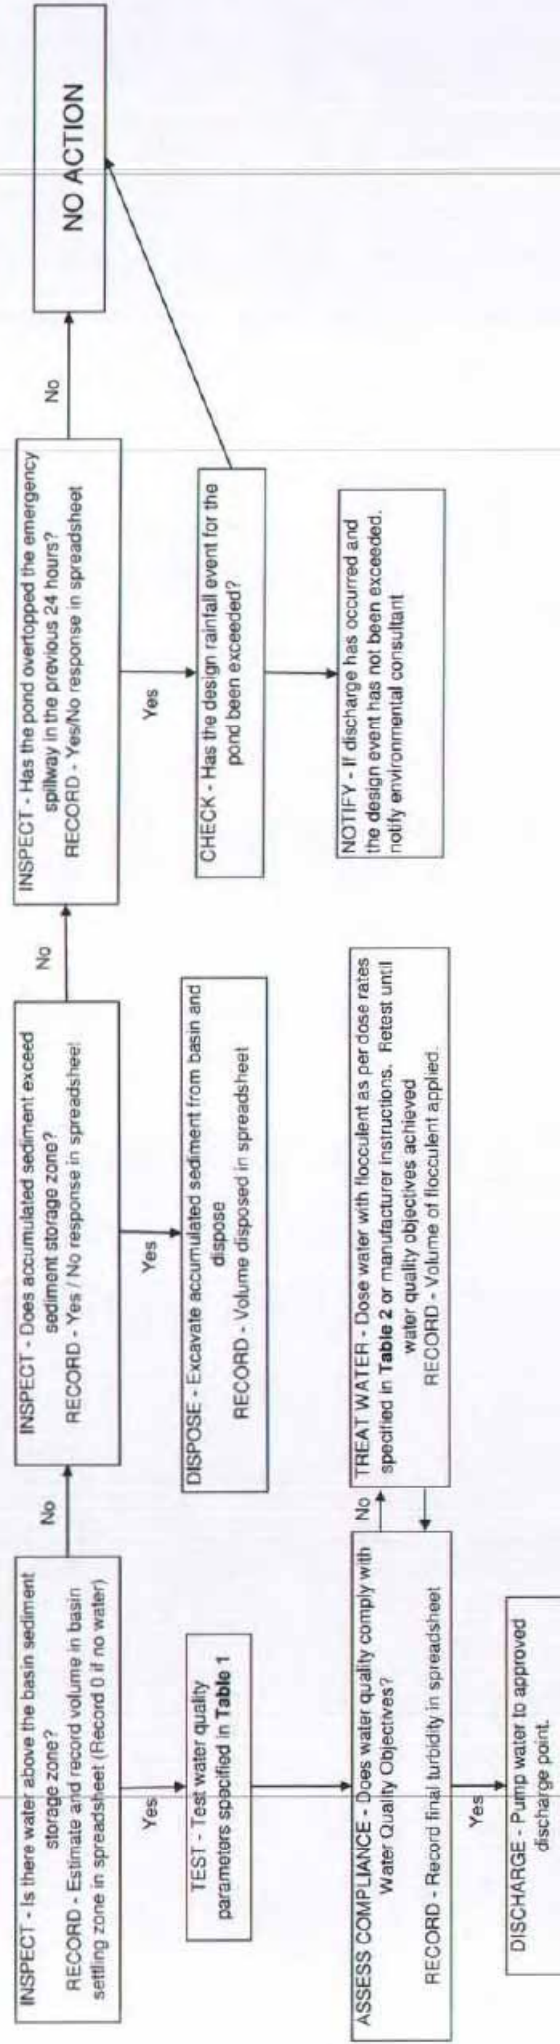 INSPECT - Is there water above the basin sediment
storage zone?
RECORD - Estimate and record volume in basin
settling zone in spreadsheet (Record 0 if no water)
No
INSPECT - Does accumulated sediment exceed
sediment storage zone?
RECORD - Yes / No response in spreadsheet
No
INSPECT - Has the pond overtopped the emergency
spillway in the previous 24 hours?
RECORD - Yes/No response in spreadsheet
No
NO ACTION
Yes
Yes
Yes
TEST - Test water quality
parameters specified in Table 1
DISPOSE - Excavate accumulated sediment from basin and
dispose
RECORD - Volume disposed in spreadsheet
CHECK - Has the design rainfall event for the
pond been exceeded?
ASSESS COMPLIANCE - Does water quality comply with
Water Quality Objectives?
RECORD - Record final turbidity in spreadsheet
No
TREAT WATER - Dose water with flocculent as per dose rates
specified in Table 2 or manufacturer instructions. Retest until
water quality objectives achieved
RECORD - Volume of flocculent applied.
NOTIFY - If discharge has occurred and
the design event has not been exceeded.
notify environmental consultant
Yes
DISCHARGE - Pump water to approved
discharge point.